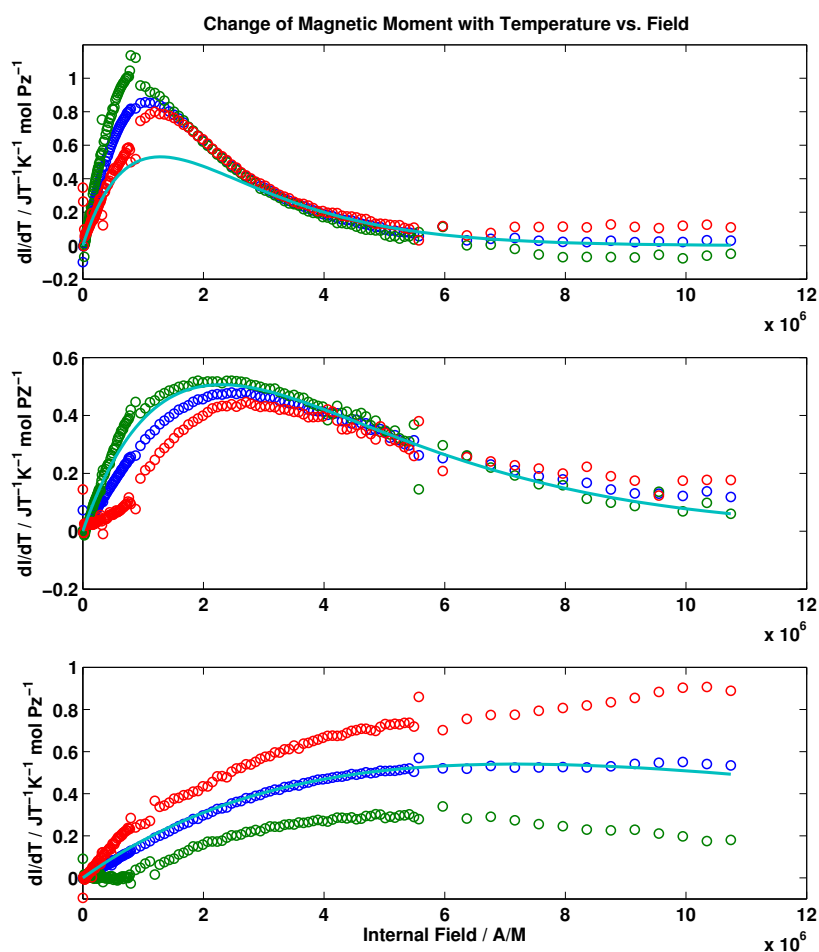 Change of Magnetic Moment with Temperature vs. Field
dI/dT / JT⁻¹K⁻¹ mol Pz⁻¹
1
0.8
0.6
0.4
0.2
0
−0.2
0 2 4 6 8 10 12
x 10⁶
dI/dT / JT⁻¹K⁻¹ mol PZ⁻¹
0.6
0.4
0.2
0
−0.2
0 2 4 6 8 10 12
x 10⁶
dI/dT / JT⁻¹K⁻¹ mol Pz⁻¹
1
0.8
0.6
0.4
0.2
0
0 2 4 6 8 10 12
x 10⁶
Internal Field / A/M